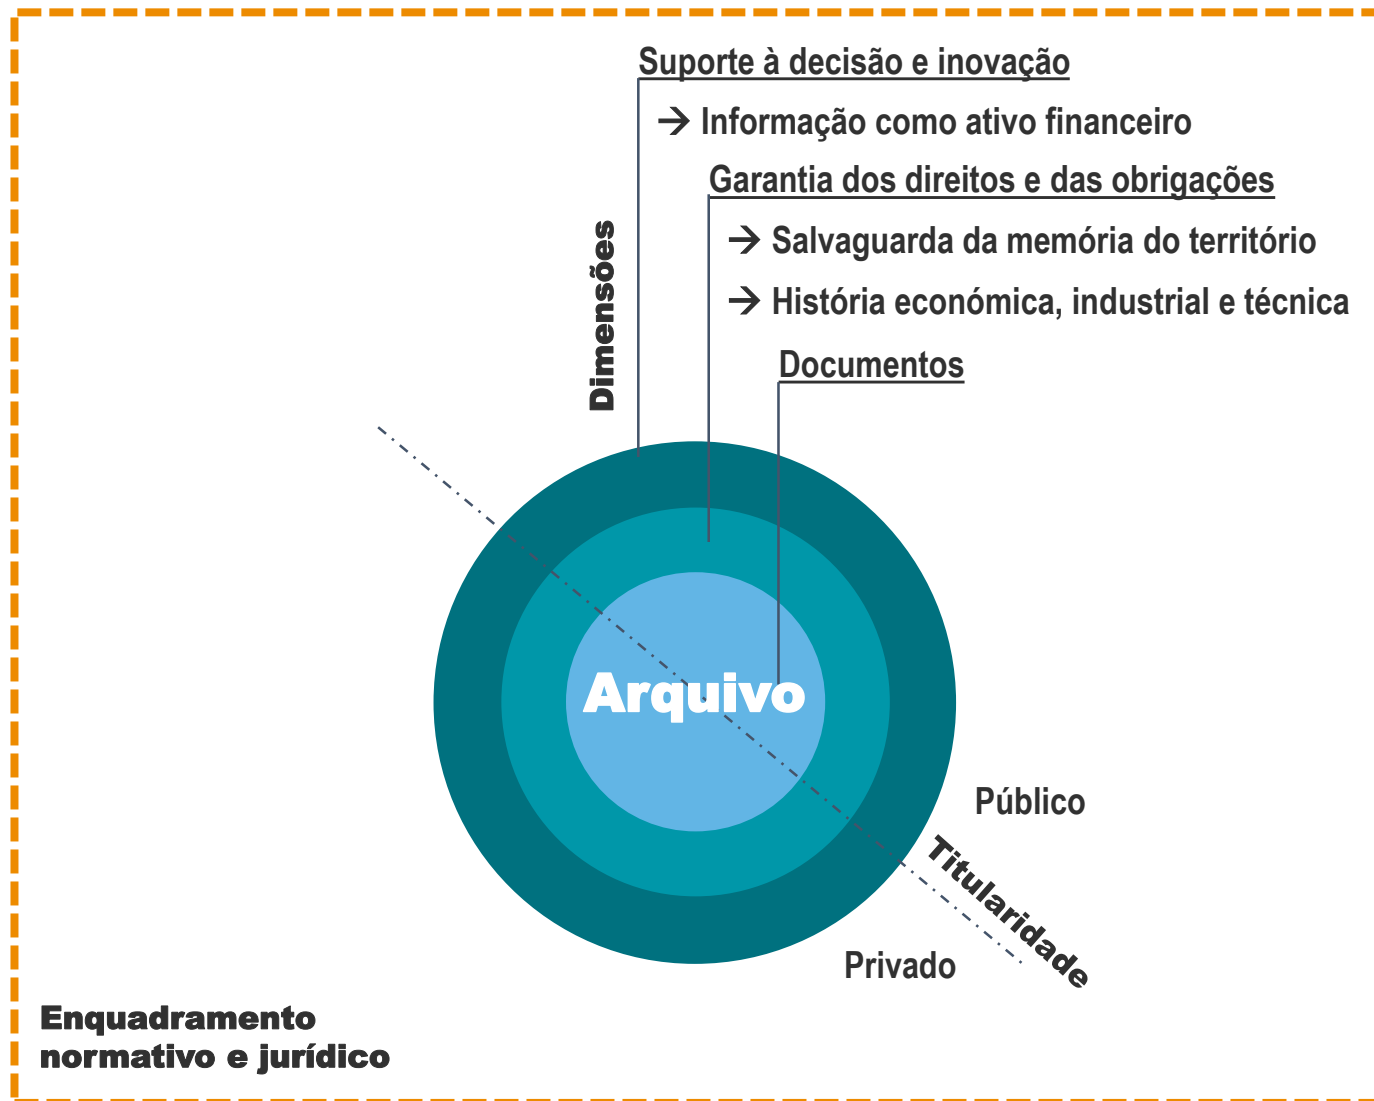 Suporte à decisão e inovação
→ Informação como ativo financeiro
Garantia dos direitos e das obrigações
→ Salvaguarda da memória do território
→ História económica, industrial e técnica
Documentos
Dimensões
Arquivo
Público
Titularidade
Privado
Enquadramento
normativo e jurídico